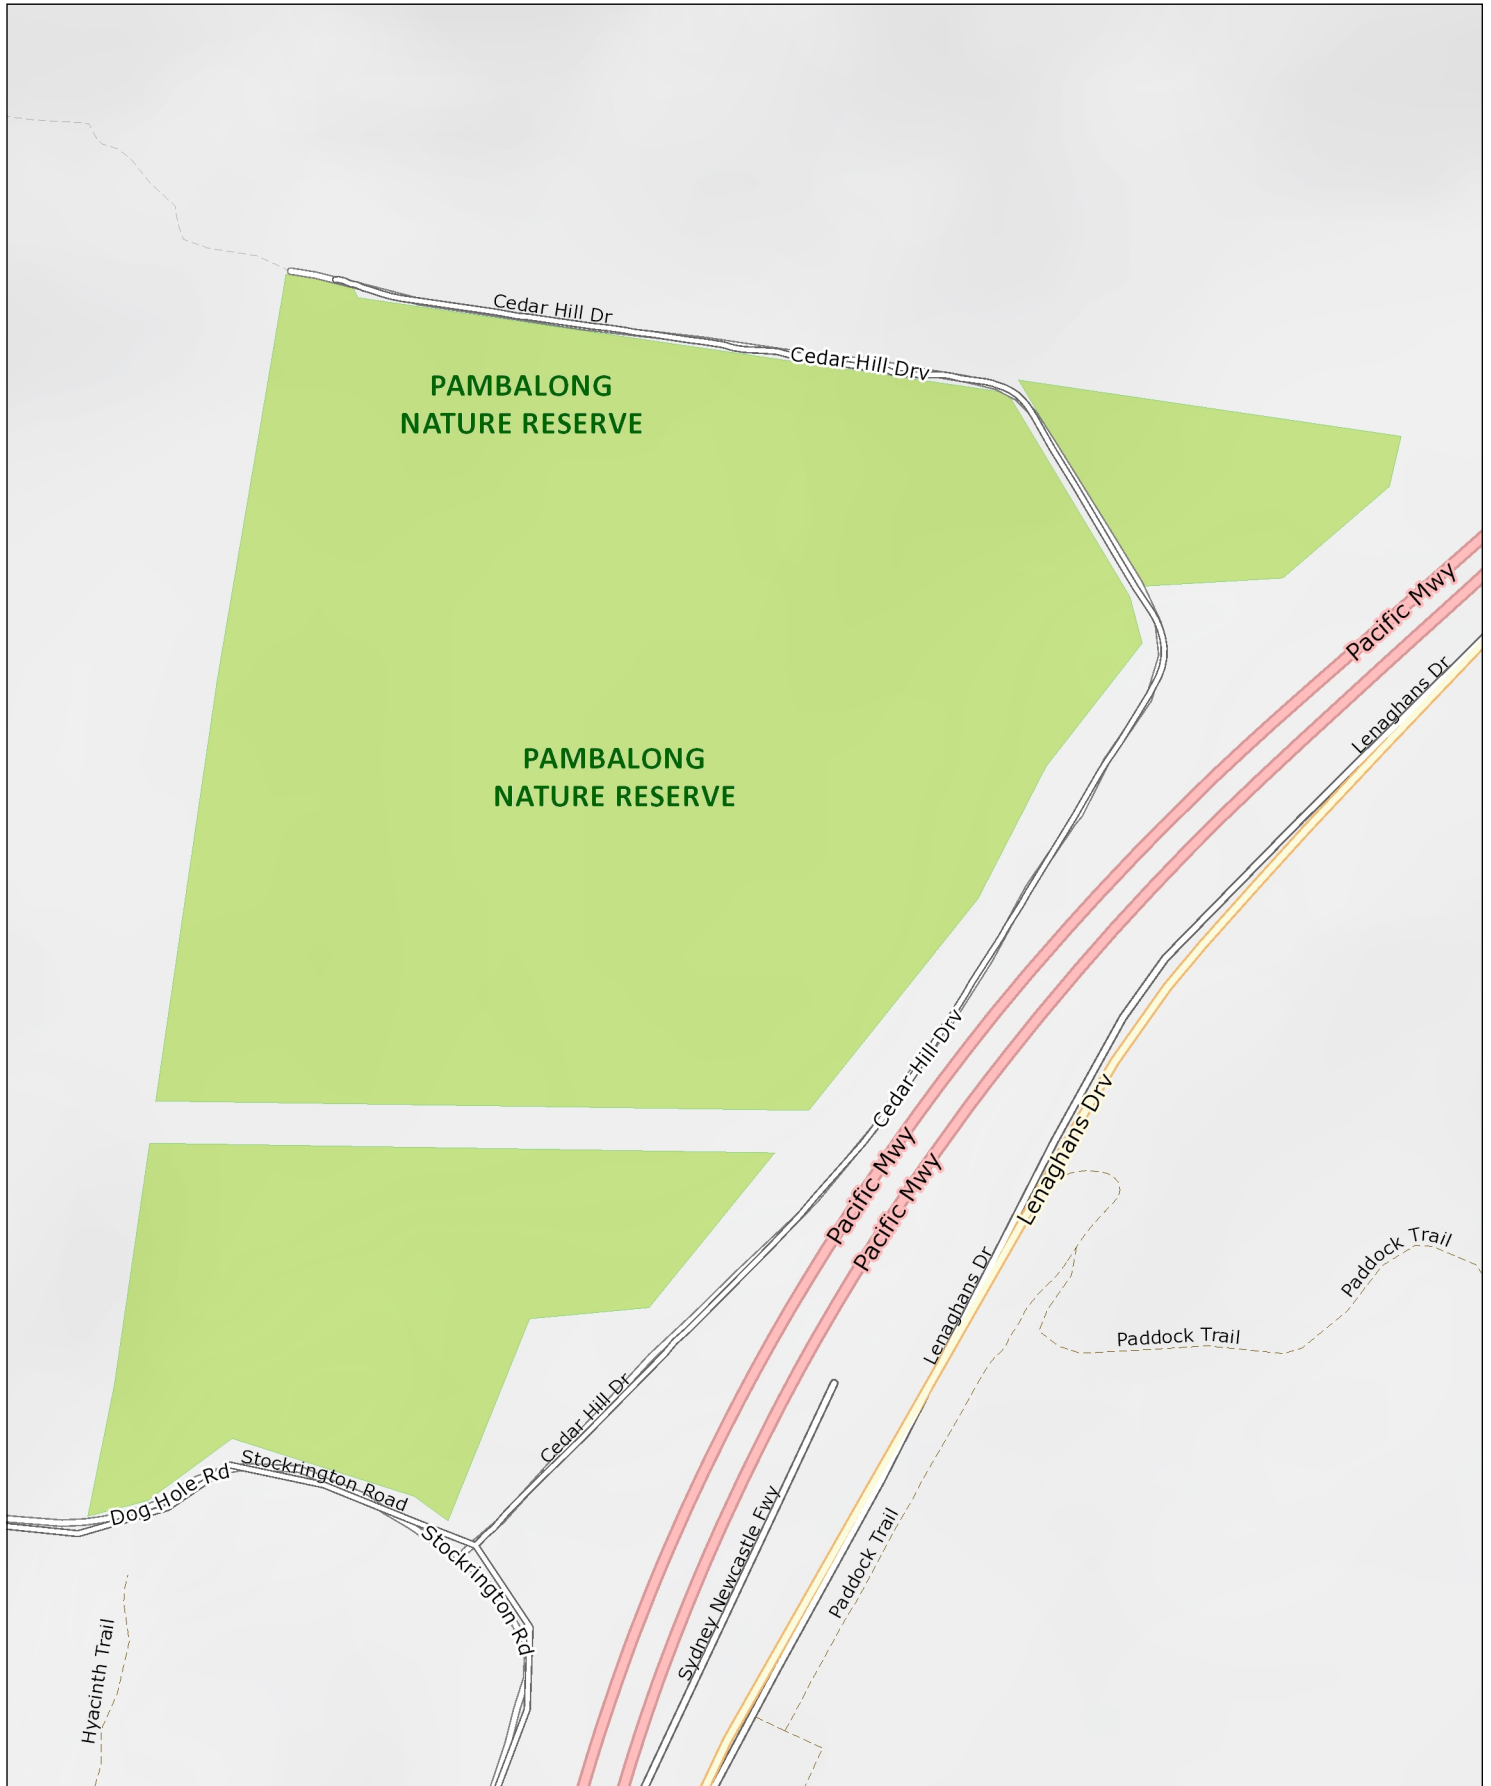 Cedar Hill Dr
Cedar Hill Drv
PAMBALONG
NATURE RESERVE
Pacific Mwy
Lenaghans Dr
PAMBALONG
NATURE RESERVE
Cedar Hill Drv
Pacific Mwy
Pacific Mwy
Lenaghans Drv
Lenaghans Dr
Paddock Trail
Paddock Trail
Cedar Hill Dr
Stockrington Road
Dog Hole Rd
Stockrington Rd
Sydney Newcastle Fwy
Paddock Trail
Hyacinth Trail